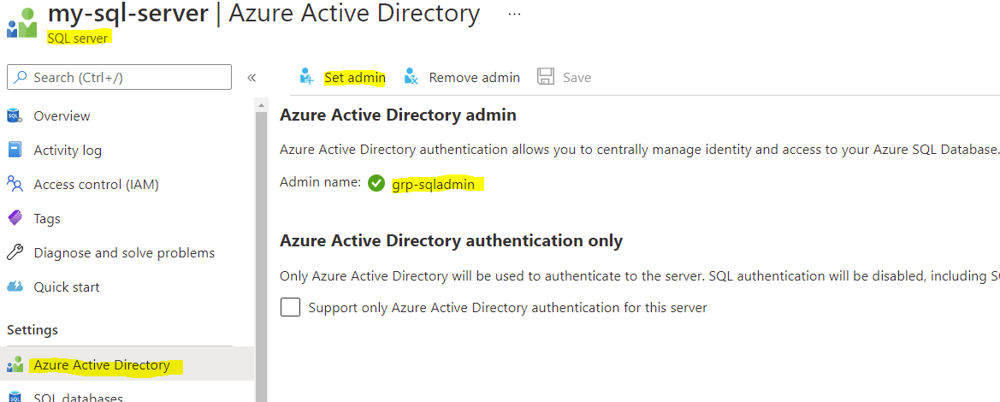 my-sql-server | Azure Active Directory ...
SQL server
Search (Ctrl+/) «
Set admin Remove admin Save
Overview
Activity log
Access control (IAM)
Tags
Diagnose and solve problems
Quick start
Settings
Azure Active Directory
SQL databases
Azure Active Directory admin
Azure Active Directory authentication allows you to centrally manage identity and access to your Azure SQL Database.
Admin name: grp-sqladmin
Azure Active Directory authentication only
Only Azure Active Directory will be used to authenticate to the server. SQL authentication will be disabled, including
Support only Azure Active Directory authentication for this server